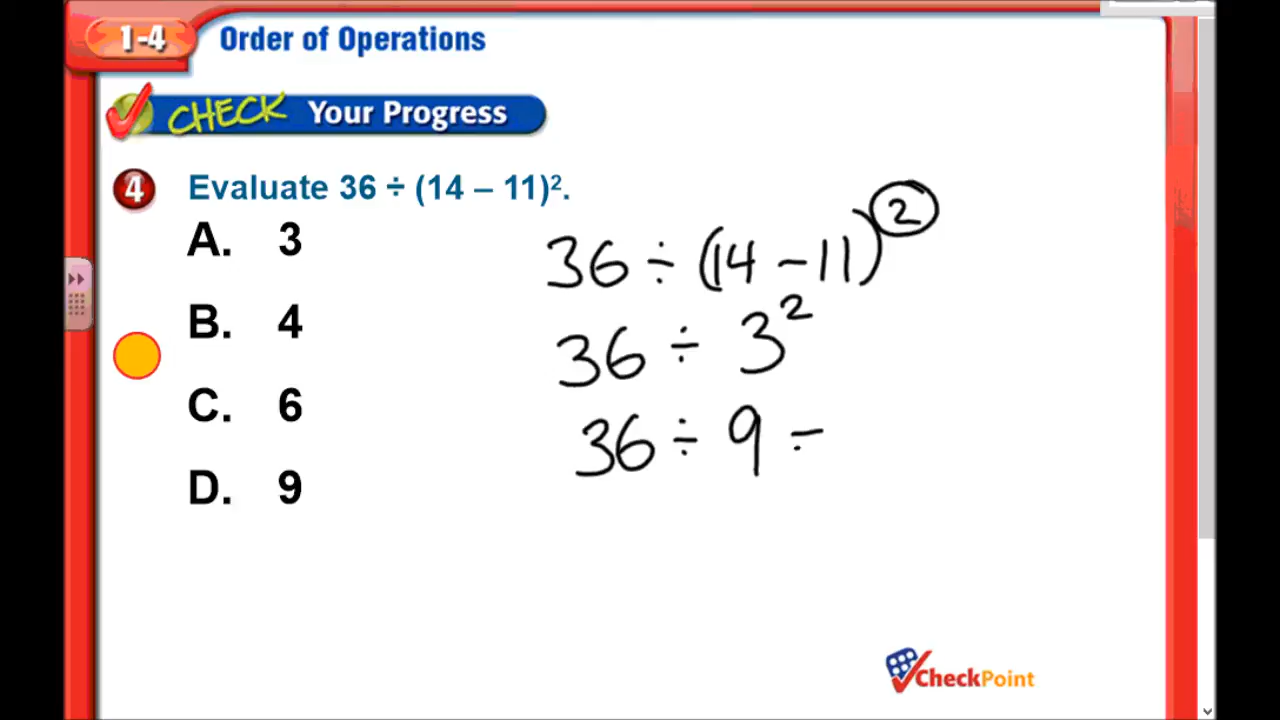 1-4 Order of Operations
CHECK Your Progress
4 Evaluate 36 ÷ (14 – 11)².
A. 3
B. 4
C. 6
D. 9
36 ÷ (14 – 11)²
36 ÷ 3²
36 ÷ 9 =
CheckPoint